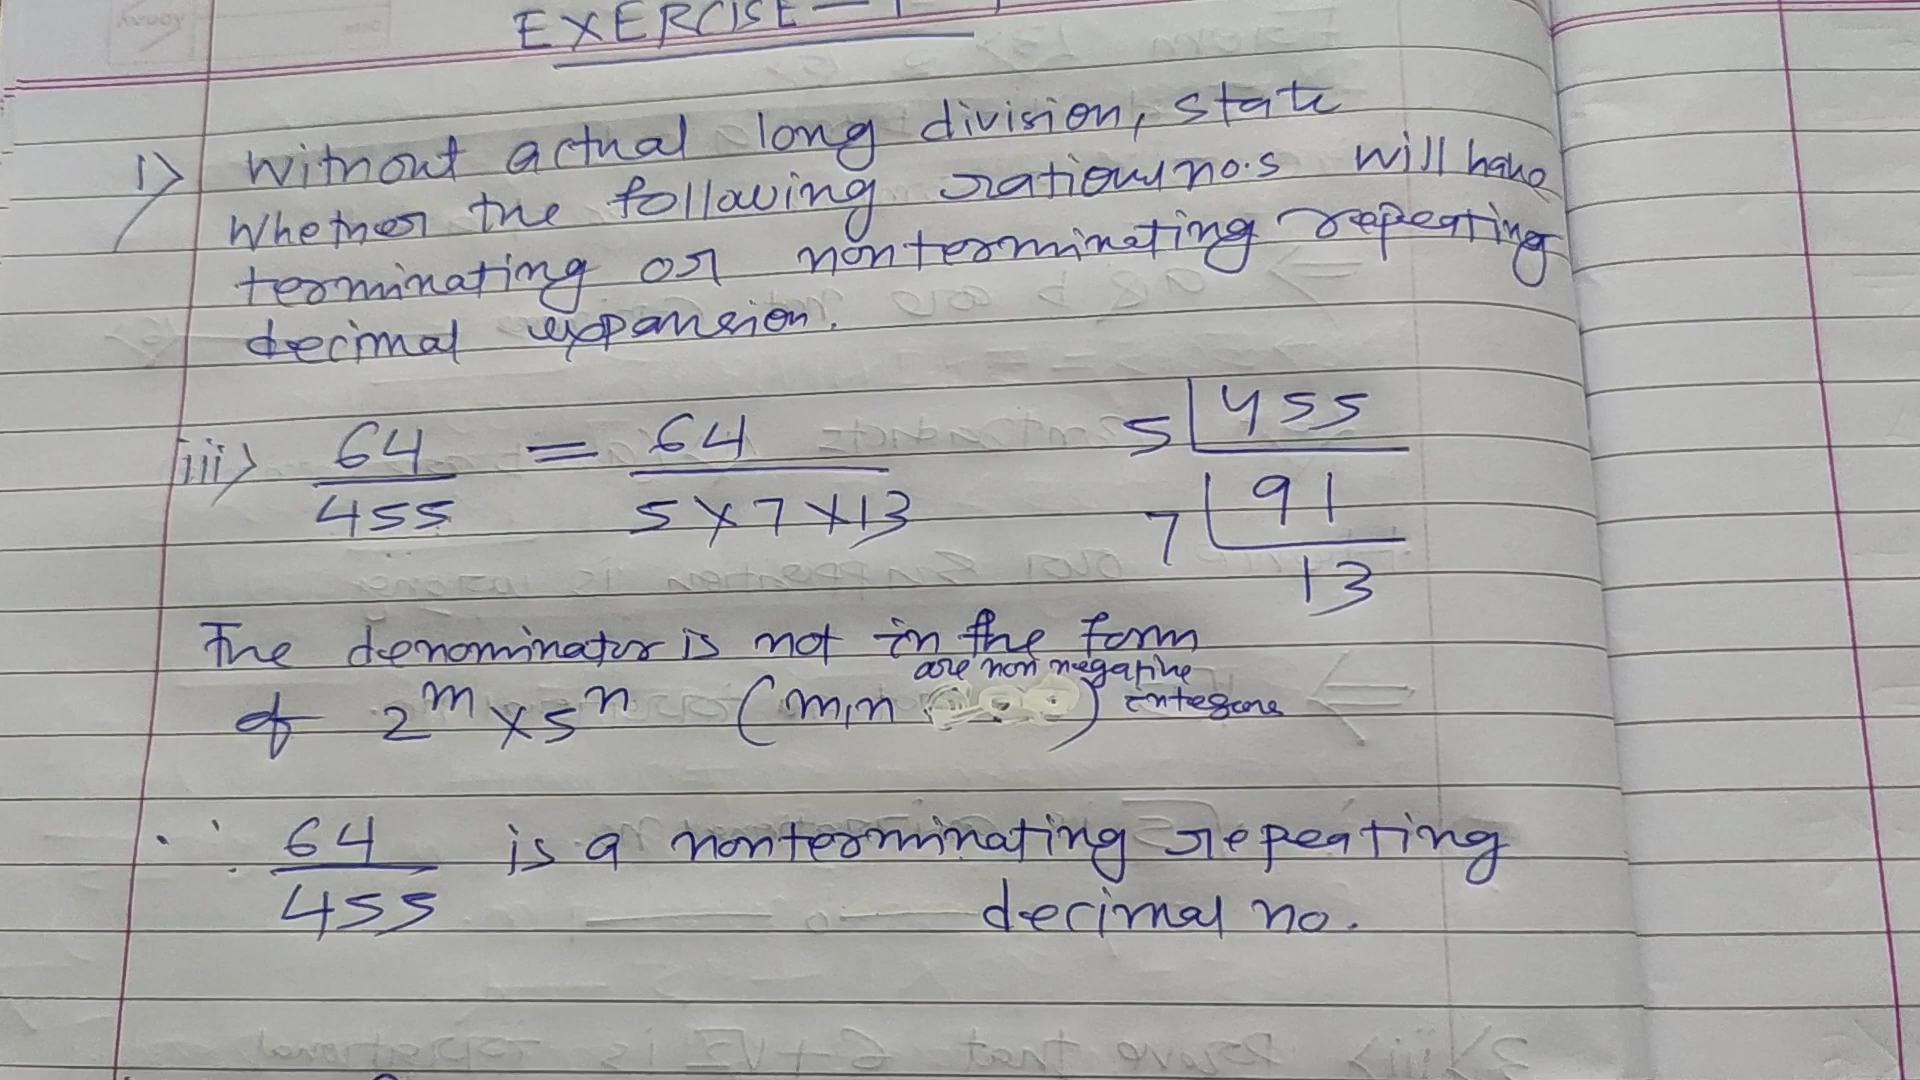 EXERCISE - 1
1) Without actual long division, state
Whether the following rational no.s will have
terminating or nonterminating repeating
decimal expansion.
iii) 64/455 = 64/(5×7×13)
5 | 455
7 | 91
13
The denominator is not in the form
of 2^m × 5^n (m,n are non negative integers)
∴ 64/455 is a nonterminating repeating
decimal no.